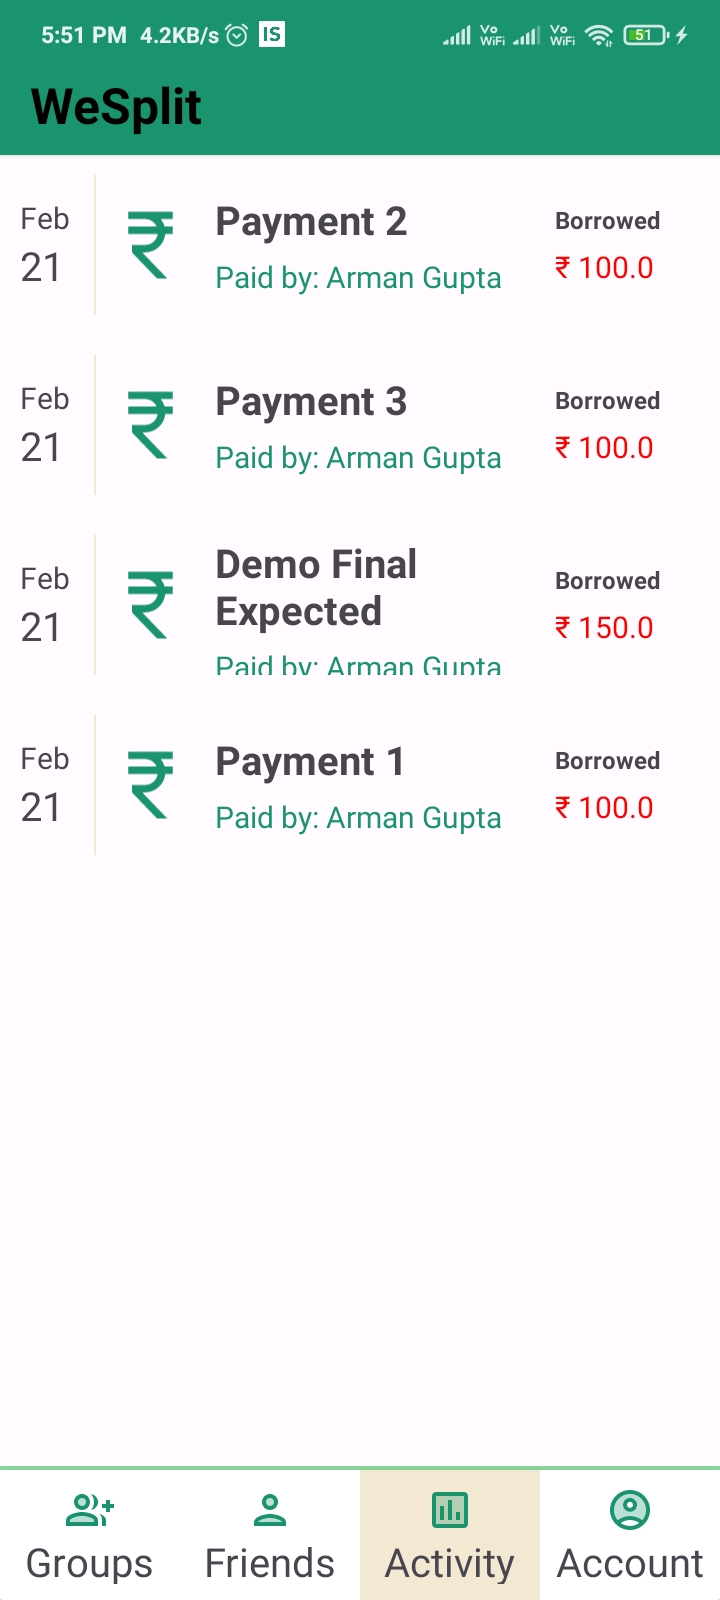 5:51 PM 4.2KB/s IS Vo WiFi Vo WiFi 51
WeSplit
Feb
21
₹
Payment 2
Paid by: Arman Gupta
Borrowed
₹ 100.0
Feb
21
₹
Payment 3
Paid by: Arman Gupta
Borrowed
₹ 100.0
Feb
21
₹
Demo Final
Expected
Paid by: Arman Gupta
Borrowed
₹ 150.0
Feb
21
₹
Payment 1
Paid by: Arman Gupta
Borrowed
₹ 100.0
Groups Friends Activity Account